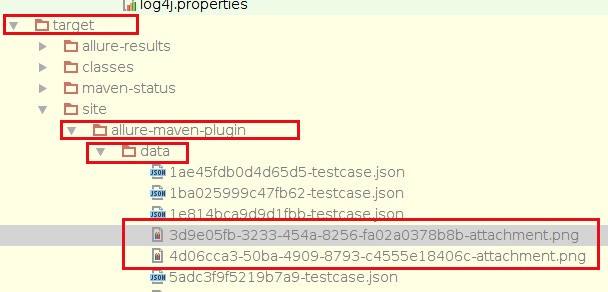 log4j.properties
target
allure-results
classes
maven-status
site
allure-maven-plugin
data
JSON 1ae45fdb0d4d65d5-testcase.json
JSON 1ba025999c47fb62-testcase.json
JSON 1e814bca9d9d1fbb-testcase.json
3d9e05fb-3233-454a-8256-fa02a0378b8b-attachment.png
4d06cca3-50ba-4909-8793-c4555e18406c-attachment.png
JSON 5adc3f9f5219b7a9-testcase.json